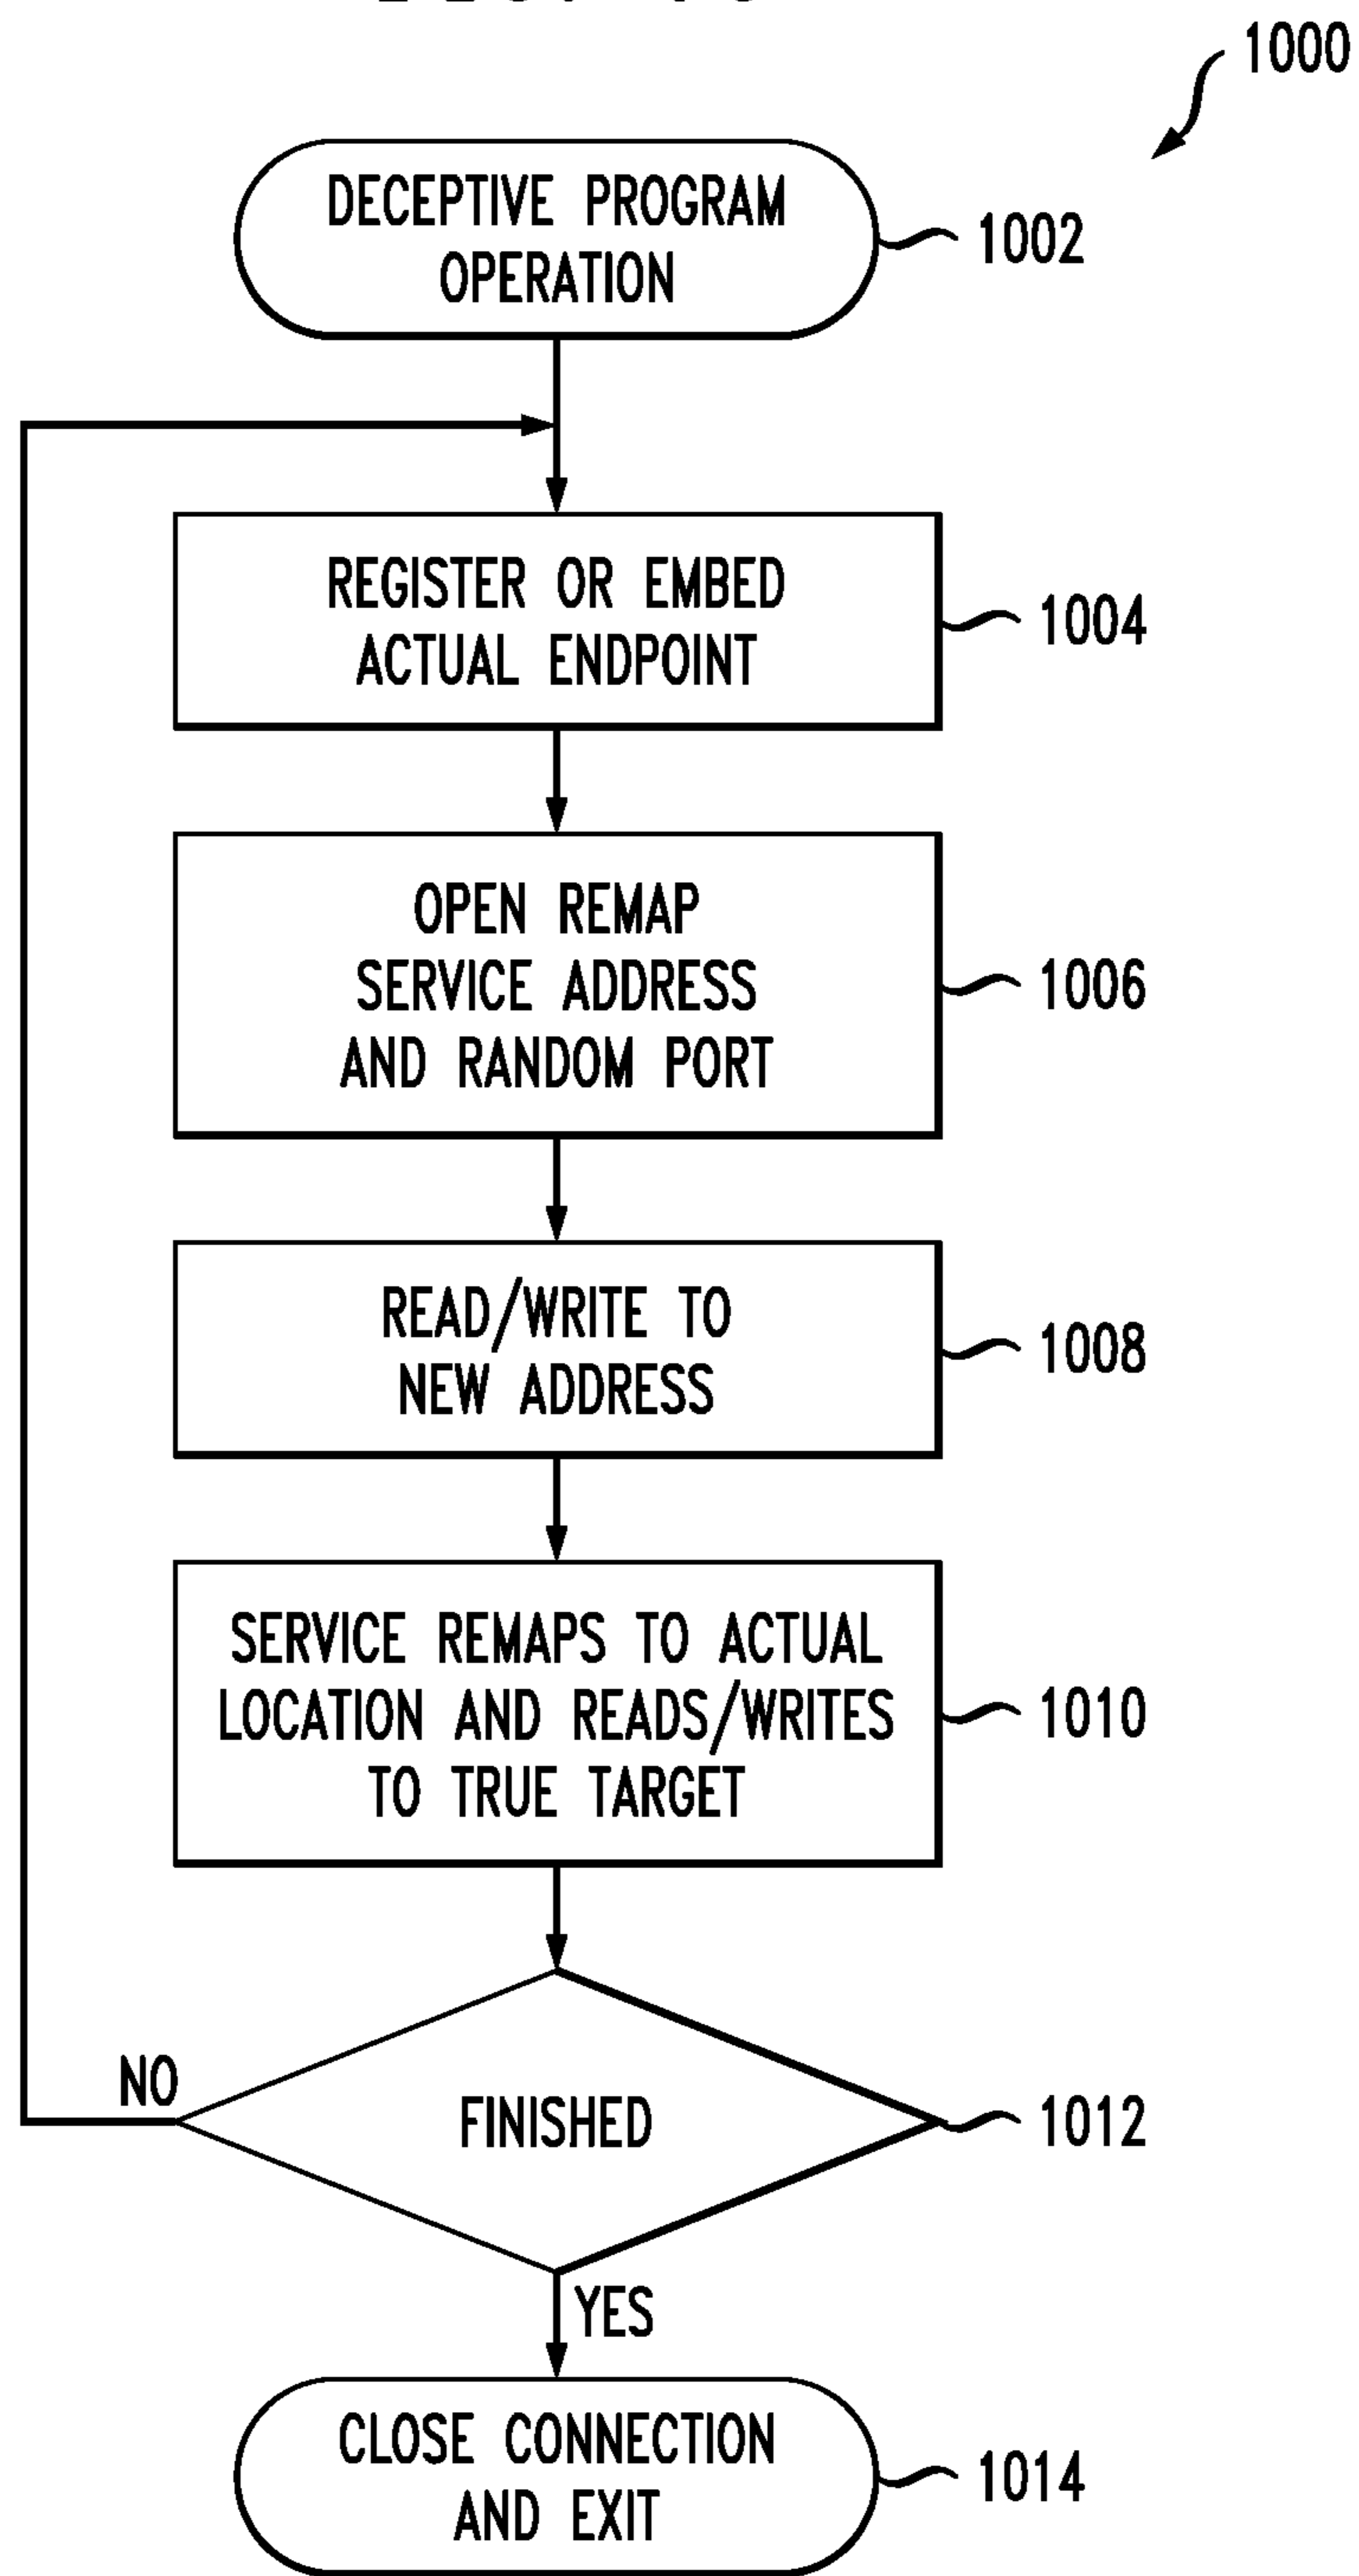 1000
DECEPTIVE PROGRAM
OPERATION
1002
REGISTER OR EMBED
ACTUAL ENDPOINT
1004
OPEN REMAP
SERVICE ADDRESS
AND RANDOM PORT
1006
READ/WRITE TO
NEW ADDRESS
1008
SERVICE REMAPS TO ACTUAL
LOCATION AND READS/WRITES
TO TRUE TARGET
1010
NO
FINISHED
1012
YES
CLOSE CONNECTION
AND EXIT
1014